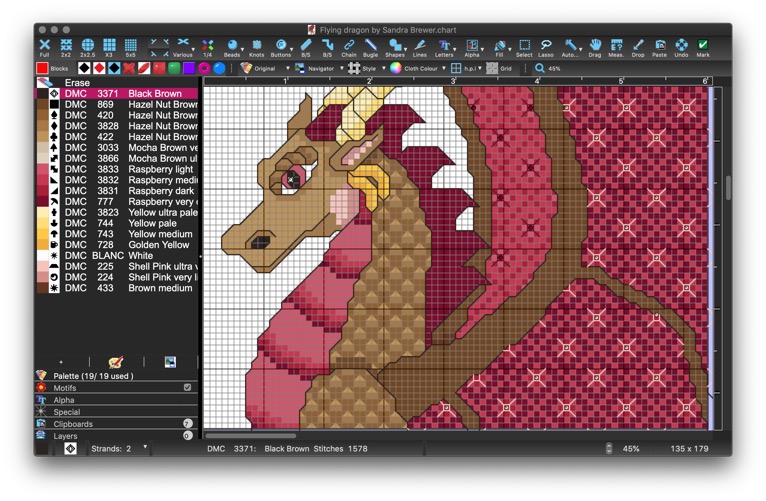 Flying dragon by Sandra Brewer.chart
Full 2x2 2x2.5 X3 5x5 Various 1/4 Beads Knots Buttons B/S B/S Chain Bugle Shapes Lines Letters Alpha Fill Select Lasso Auto... Drag Meas. Drop Paste Undo Mark
Blocks Original Navigator Style Cloth Colour h.p.i Grid 45%
1" 2" 3" 4" 5" 6"
Erase
DMC 3371 Black Brown
DMC 869 Hazel Nut Brown
DMC 420 Hazel Nut Brown
DMC 3828 Hazel Nut Brown
DMC 422 Hazel Nut Brown
DMC 3033 Mocha Brown ve
DMC 3866 Mocha Brown ul
DMC 3833 Raspberry light
DMC 3832 Raspberry medi
DMC 3831 Raspberry dark
DMC 777 Raspberry very
DMC 3823 Yellow ultra pale
DMC 744 Yellow pale
DMC 743 Yellow medium
DMC 728 Golden Yellow
DMC BLANC White
DMC 225 Shell Pink ultra v
DMC 224 Shell Pink very li
DMC 433 Brown medium
Palette (19/ 19 used )
Motifs
Alpha
Special
Clipboards 7
Layers 0
Strands: 2
DMC 3371: Black Brown Stitches 1578
45%
135 x 179